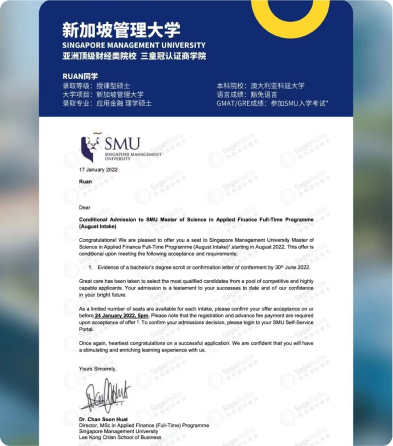 新加坡管理大学
SINGAPORE MANAGEMENT UNIVERSITY
亚洲顶级财经类院校 三皇冠认证商学院
RUAN同学
录取等级：授课型硕士
大学项目：新加坡管理大学
录取专业：应用金融 理学硕士
本科院校：澳大利亚科廷大学
语言成绩：豁免语言
GMAT/GRE成绩：参加SMU入学考试*
SMU
SINGAPORE MANAGEMENT
UNIVERSITY
17 January 2022
Ruan
Dear
Conditional Admission to SMU Master of Science in Applied Finance Full-Time Programme
(August Intake)
Congratulations! We are pleased to offer you a seat to Singapore Management University Master of
Science in Applied Finance Full-Time Programme (August Intake)¹,starting in August 2022. This offer is
conditional upon meeting the following acceptance and requirements:
1. Evidence of a bachelor's degree scroll or confirmation letter of conferment by 30th June 2022.
Great care has been taken to select the most qualified candidates from a pool of competitive and highly
capable applicants. Your admission is a testament to your successes to date and of our confidence
in your bright future.
As a limited number of seats are available for each intake, please confirm your offer acceptance on or
before 24 January 2022, 5pm. Please note that the registration and advance fee payment are required
upon acceptance of offer². To confirm your admissions decision, please login to your SMU Self-Service
Portal.
Once again, heartiest congratulations on a successful application. We are confident that you will have
a stimulating and enriching learning experience with us.
Yours Sincerely,
Dr. Chan Soon Huat
Director, MSc in Applied Finance (Full-Time) Programme
Singapore Management University
Lee Kong Chian School of Business